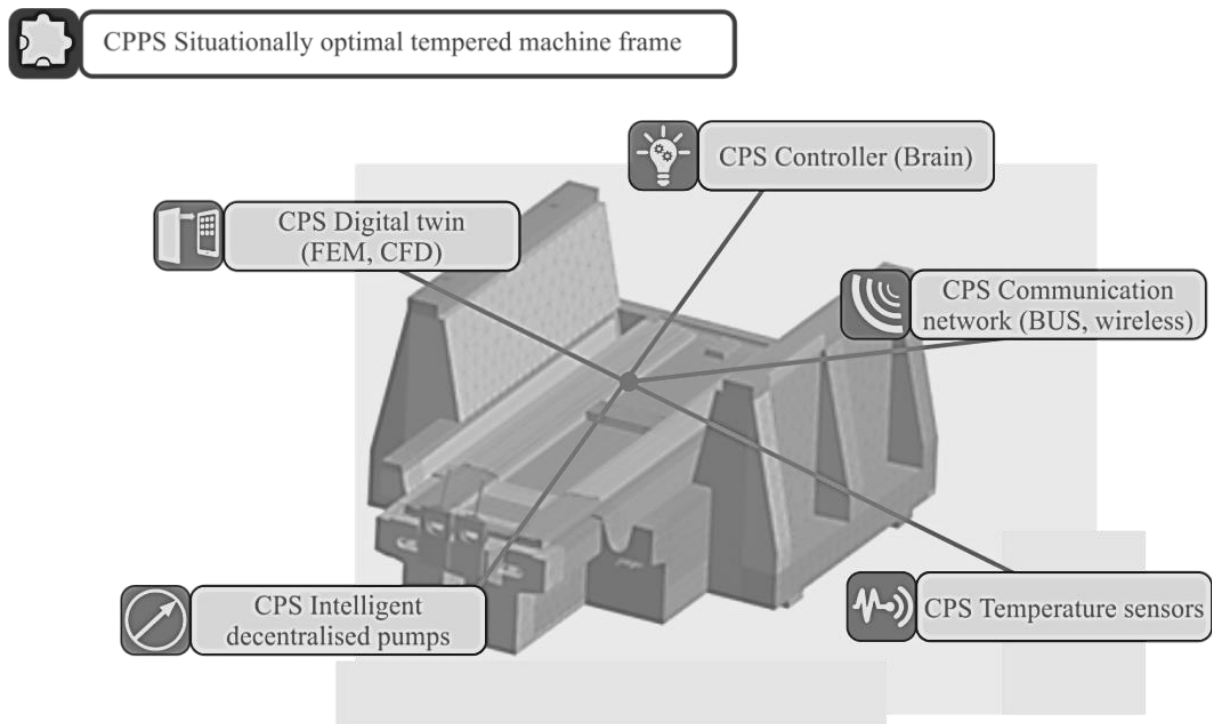 CPPS Situationally optimal tempered machine frame
CPS Controller (Brain)
CPS Digital twin
(FEM, CFD)
CPS Communication
network (BUS, wireless)
CPS Intelligent
decentralised pumps
CPS Temperature sensors